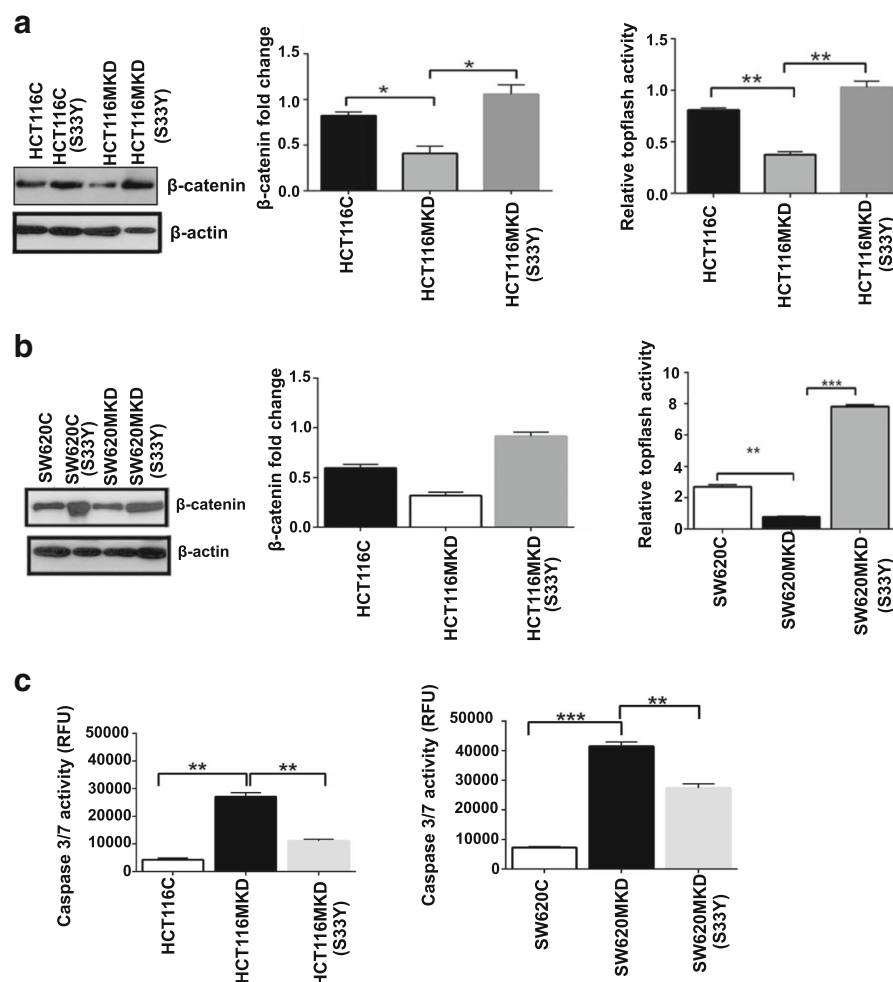 a
HCT116C
HCT116C
(S33Y)
HCT116MKD
HCT116MKD
(S33Y)
β-catenin
β-actin
β-catenin fold change
1.5
1.0
0.5
0.0
*
*
HCT116C
HCT116MKD
HCT116MKD
(S33Y)
Relative topflash activity
1.5
1.0
0.5
0.0
**
**
HCT116C
HCT116MKD
HCT116MKD
(S33Y)
b
SW620C
SW620C
(S33Y)
SW620MKD
SW620MKD
(S33Y)
β-catenin
β-actin
β-catenin fold change
1.5
1.0
0.5
0.0
HCT116C
HCT116MKD
HCT116MKD
(S33Y)
Relative topflash activity
10
8
6
4
2
0
**
***
SW620C
SW620MKD
SW620MKD
(S33Y)
c
Caspase 3/7 activity (RFU)
50000
40000
30000
20000
10000
0
**
**
HCT116C
HCT116MKD
HCT116MKD
(S33Y)
Caspase 3/7 activity (RFU)
50000
40000
30000
20000
10000
0
***
**
SW620C
SW620MKD
SW620MKD
(S33Y)